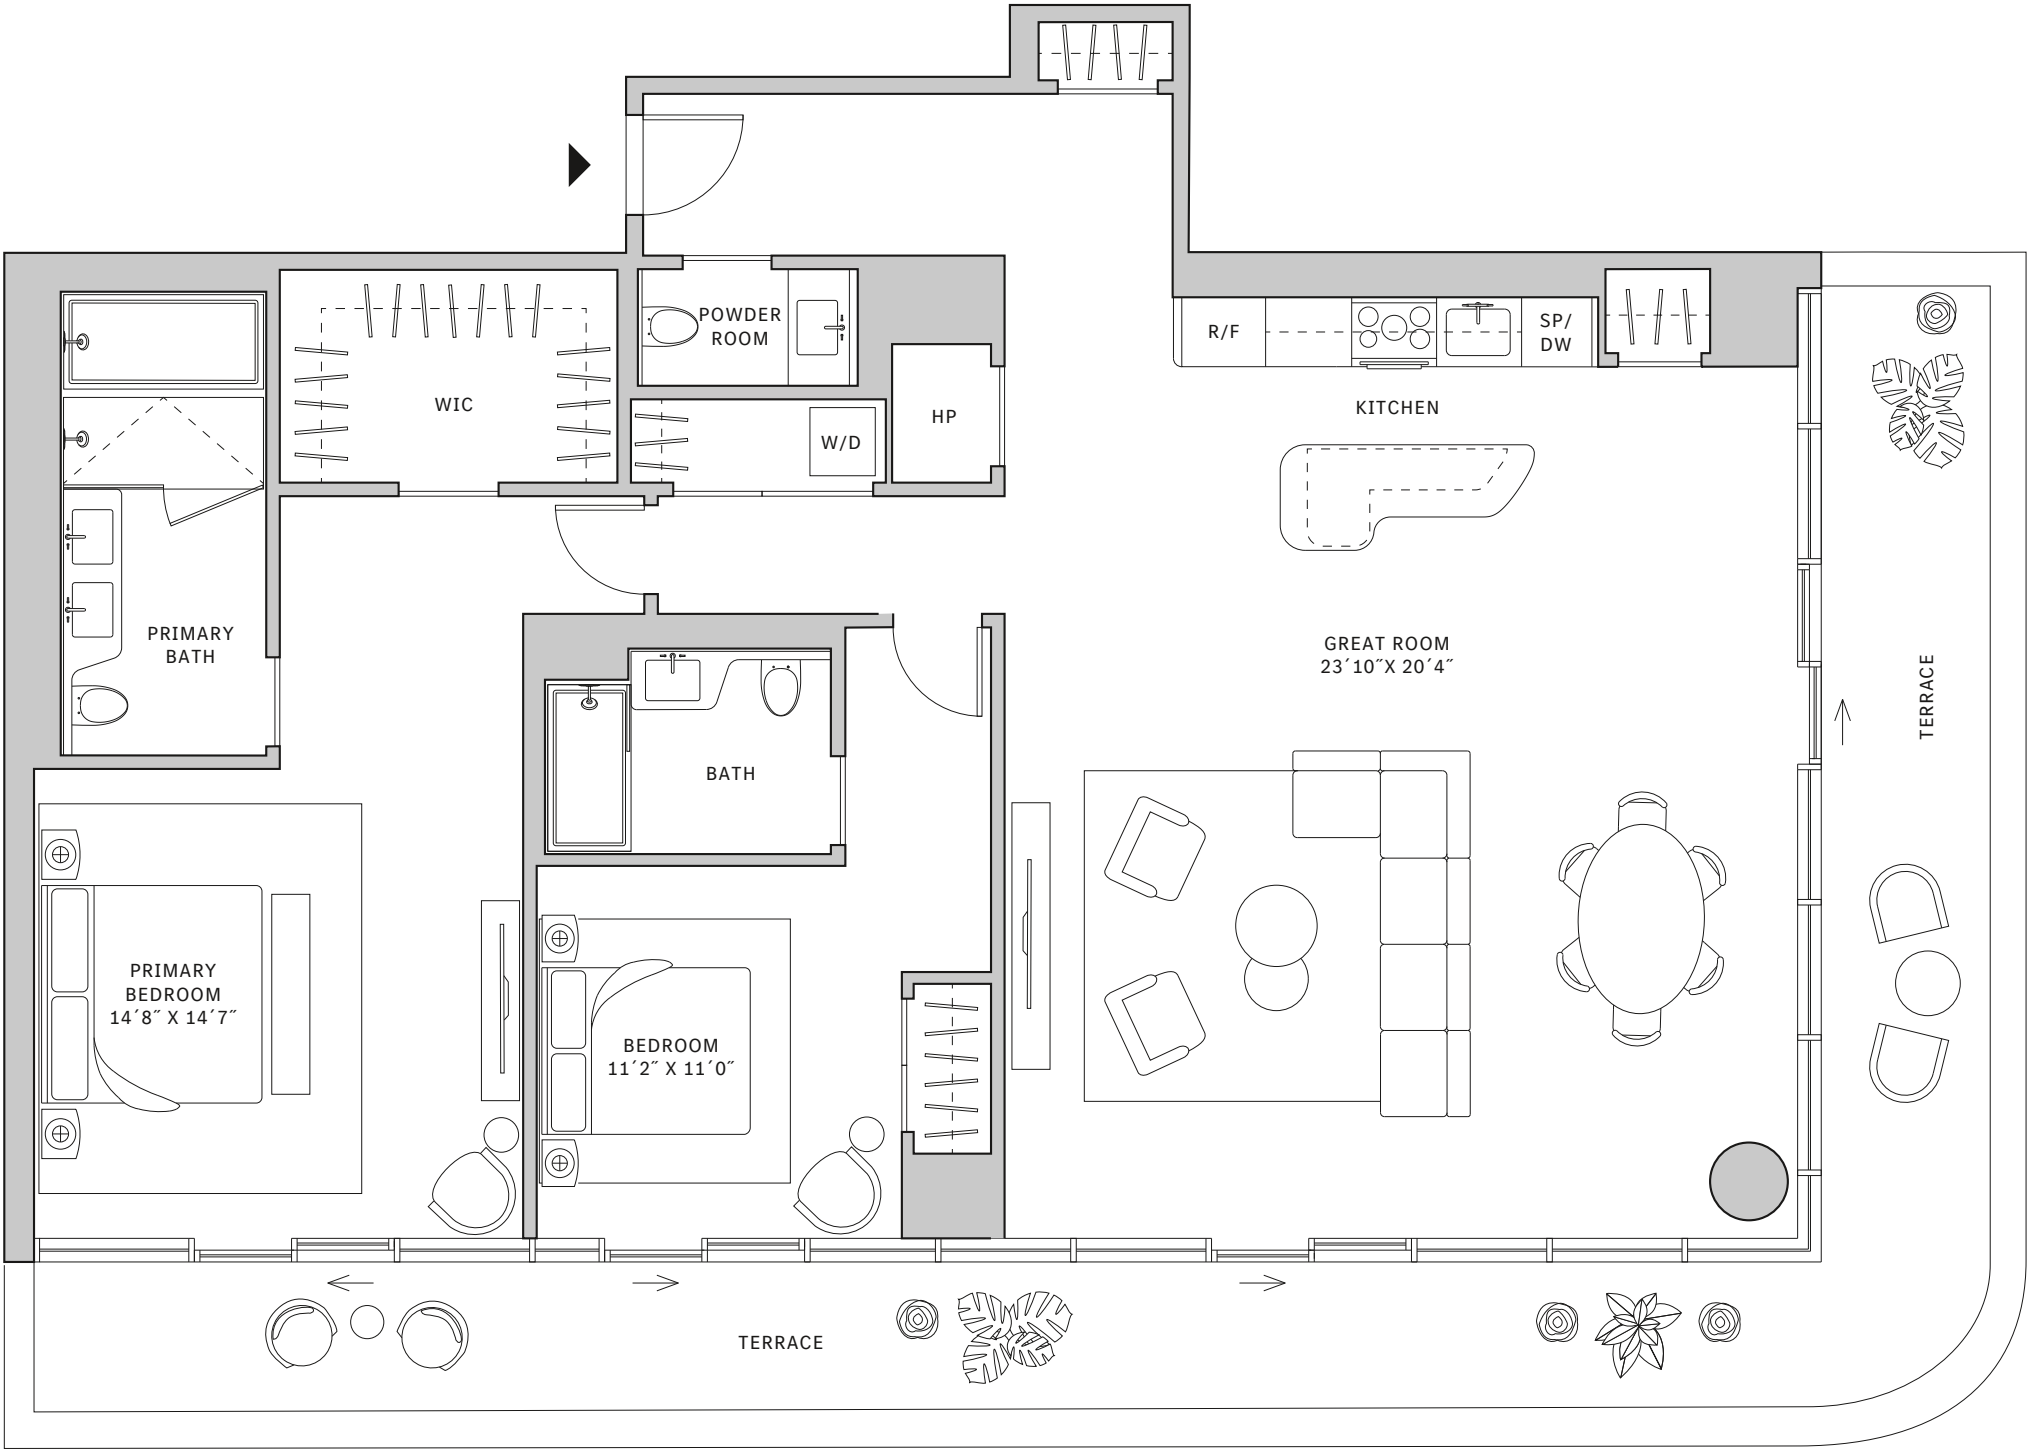 POWDER
ROOM
R/F
SP/
DW
WIC
KITCHEN
HP
W/D
PRIMARY
BATH
GREAT ROOM
23´10˝X 20´4˝
TERRACE
BATH
PRIMARY
BEDROOM
14´8˝ X 14´7˝
BEDROOM
11´2˝ X 11´0˝
TERRACE